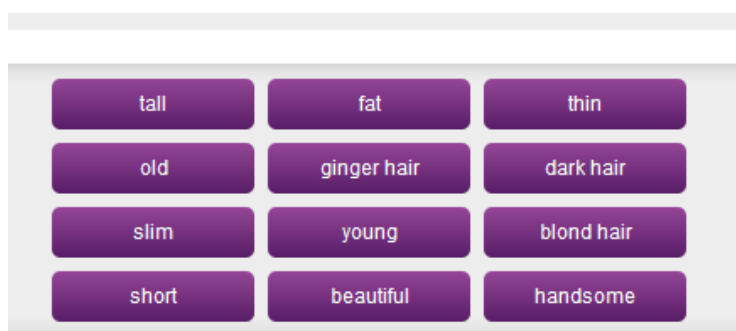 tall fat thin
old ginger hair dark hair
slim young blond hair
short beautiful handsome